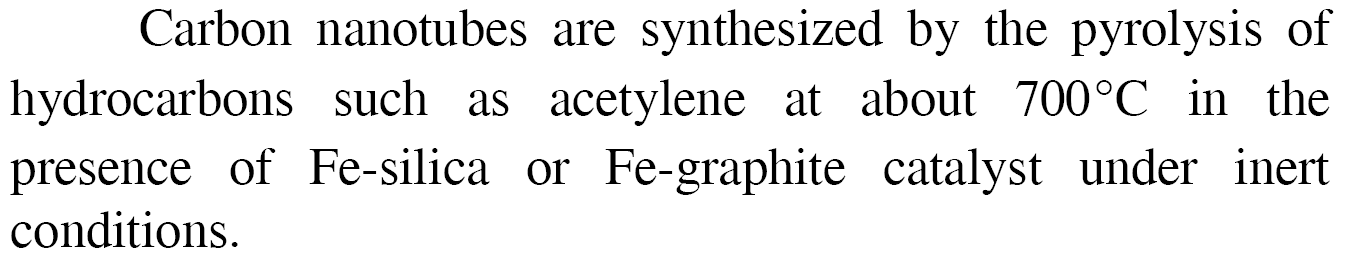 Carbon nanotubes are synthesized by the pyrolysis of
hydrocarbons such as acetylene at about 700°C in the
presence of Fe-silica or Fe-graphite catalyst under inert
conditions.